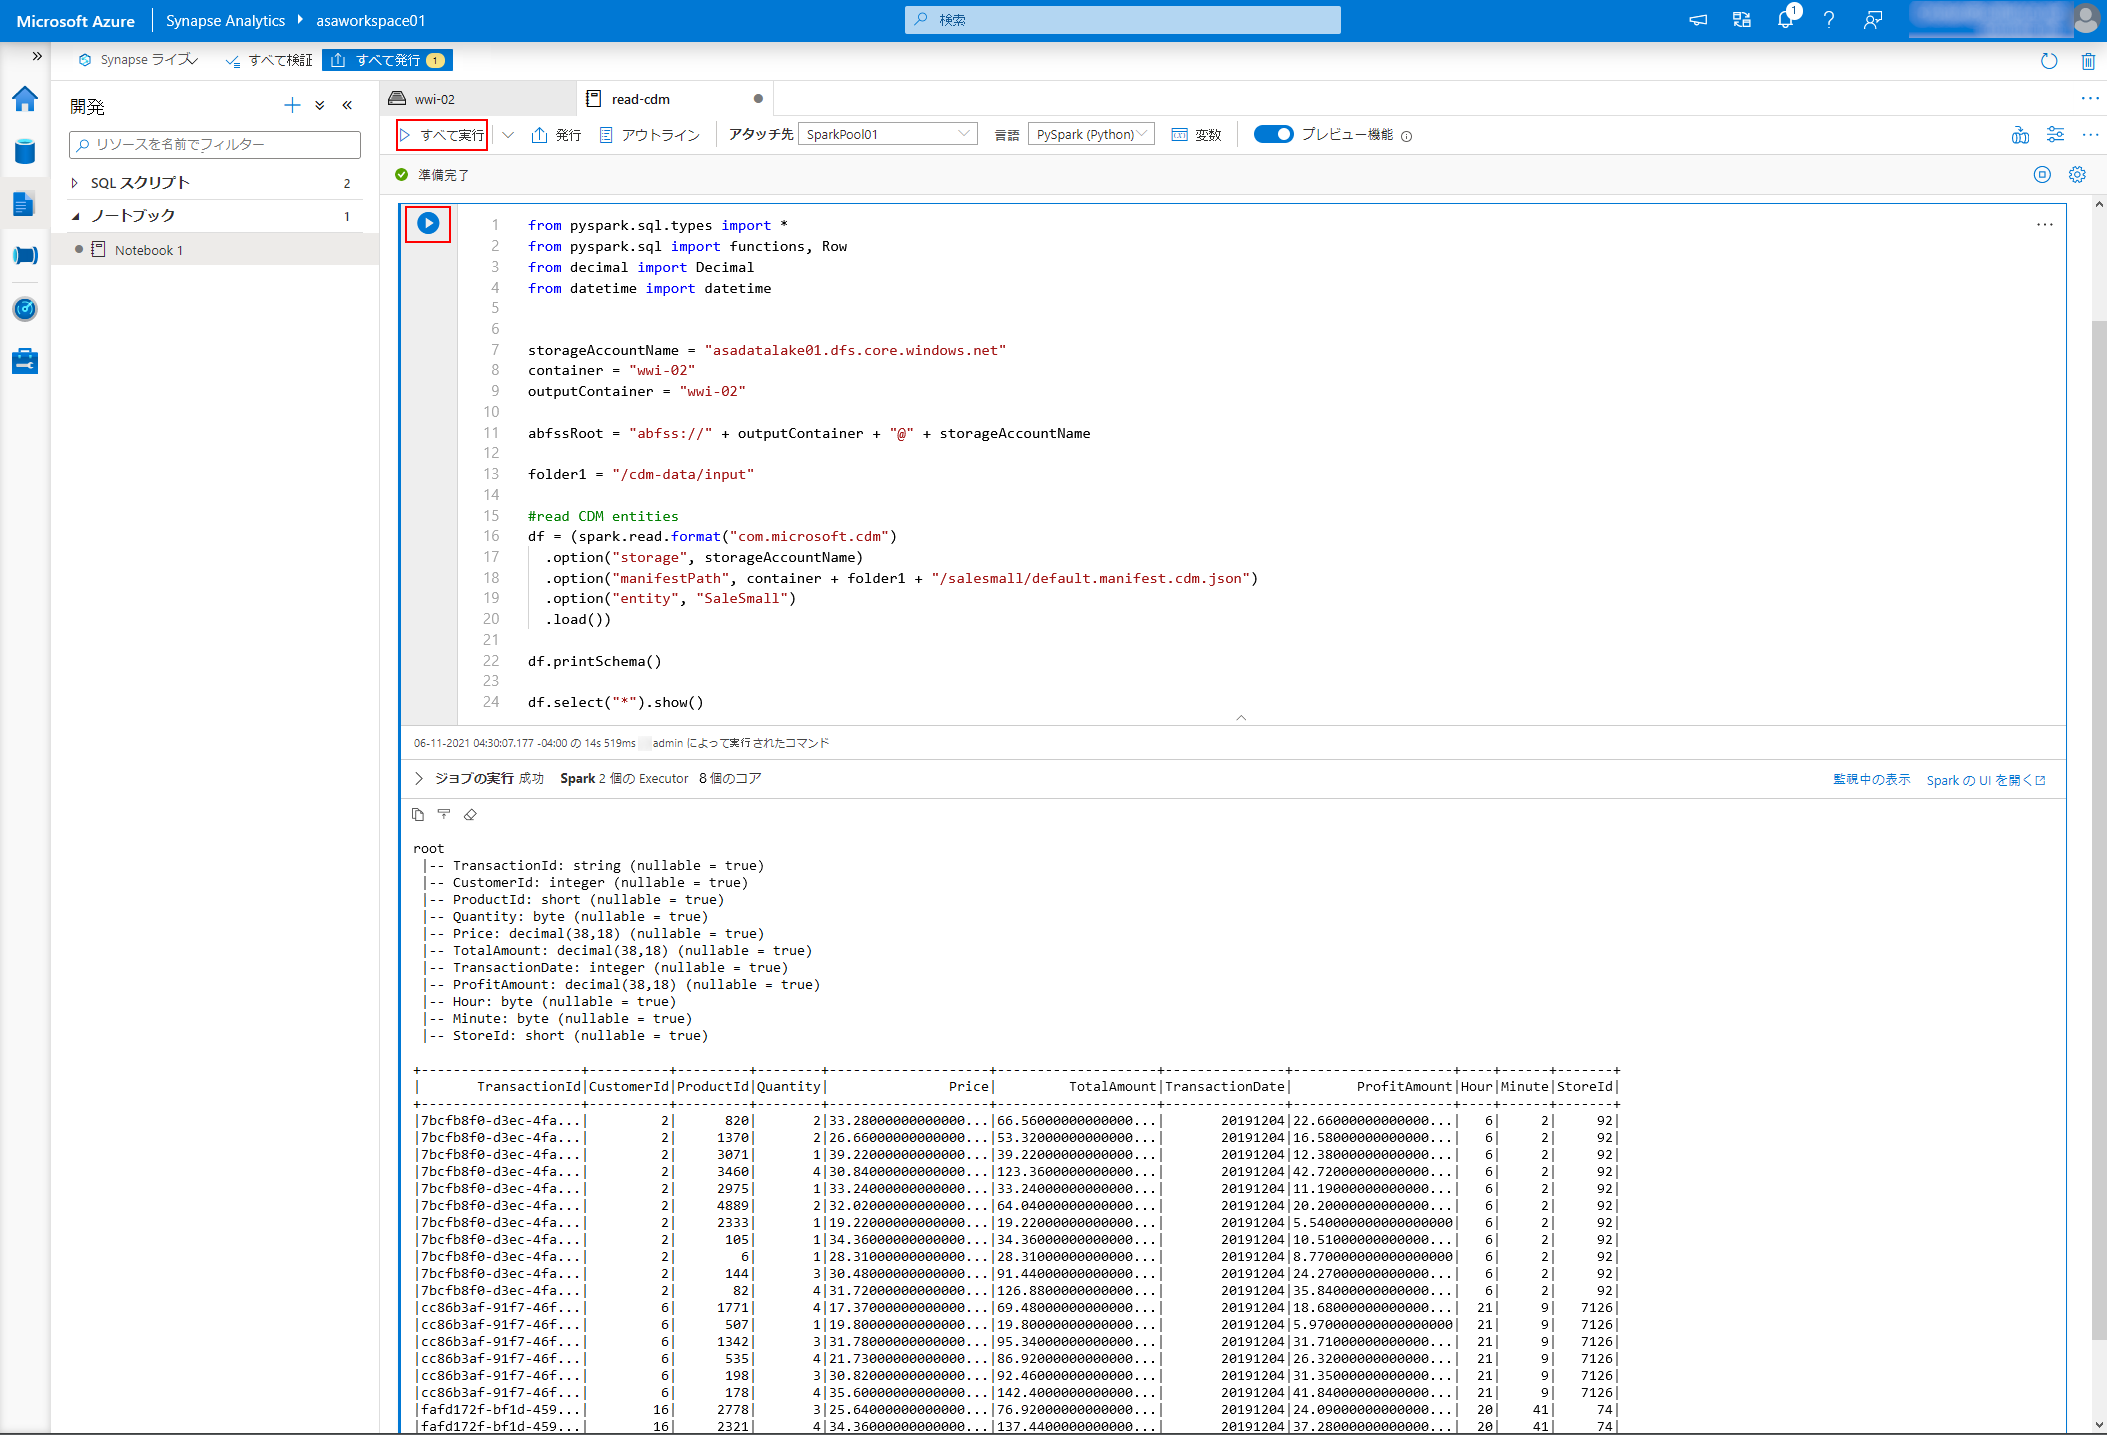 Microsoft Azure Synapse Analytics asaworkspace01 検索 1
Synapse ライブ すべて検証 すべて発行 1
開発
リソースを名前でフィルター
SQL スクリプト 2
ノートブック 1
Notebook 1
wwi-02 read-cdm
すべて実行 発行 アウトライン アタッチ先 SparkPool01 言語 PySpark (Python) 変数 プレビュー機能
準備完了
1 from pyspark.sql.types import *
2 from pyspark.sql import functions, Row
3 from decimal import Decimal
4 from datetime import datetime
5
6
7 storageAccountName = "asadatalake01.dfs.core.windows.net"
8 container = "wwi-02"
9 outputContainer = "wwi-02"
10
11 abfssRoot = "abfss://" + outputContainer + "@" + storageAccountName
12
13 folder1 = "/cdm-data/input"
14
15 #read CDM entities
16 df = (spark.read.format("com.microsoft.cdm")
17 .option("storage", storageAccountName)
18 .option("manifestPath", container + folder1 + "/salesmall/default.manifest.cdm.json")
19 .option("entity", "SaleSmall")
20 .load())
21
22 df.printSchema()
23
24 df.select("*").show()
06-11-2021 04:30:07.177 -04:00 の 14s 519ms admin によって実行されたコマンド
ジョブの実行 成功 Spark 2 個の Executor 8 個のコア 監視中の表示 Spark の UI を開く
root
|-- TransactionId: string (nullable = true)
|-- CustomerId: integer (nullable = true)
|-- ProductId: short (nullable = true)
|-- Quantity: byte (nullable = true)
|-- Price: decimal(38,18) (nullable = true)
|-- TotalAmount: decimal(38,18) (nullable = true)
|-- TransactionDate: integer (nullable = true)
|-- ProfitAmount: decimal(38,18) (nullable = true)
|-- Hour: byte (nullable = true)
|-- Minute: byte (nullable = true)
|-- StoreId: short (nullable = true)
+--------------------+----------+---------+--------+--------------------+--------------------+---------------+--------------------+----+------+-------+
|       TransactionId|CustomerId|ProductId|Quantity|               Price|         TotalAmount|TransactionDate|        ProfitAmount|Hour|Minute|StoreId|
+--------------------+----------+---------+--------+--------------------+--------------------+---------------+--------------------+----+------+-------+
|7bcfb8f0-d3ec-4fa...|         2|      820|       2|33.28000000000000...|66.56000000000000...|       20191204|22.66000000000000...|   6|     2|     92|
|7bcfb8f0-d3ec-4fa...|         2|     1370|       2|26.66000000000000...|53.32000000000000...|       20191204|16.58000000000000...|   6|     2|     92|
|7bcfb8f0-d3ec-4fa...|         2|     3071|       1|39.22000000000000...|39.22000000000000...|       20191204|12.38000000000000...|   6|     2|     92|
|7bcfb8f0-d3ec-4fa...|         2|     3460|       4|30.84000000000000...|123.3600000000000...|       20191204|42.72000000000000...|   6|     2|     92|
|7bcfb8f0-d3ec-4fa...|         2|     2975|       1|33.24000000000000...|33.24000000000000...|       20191204|11.19000000000000...|   6|     2|     92|
|7bcfb8f0-d3ec-4fa...|         2|     4889|       2|32.02000000000000...|64.04000000000000...|       20191204|20.20000000000000...|   6|     2|     92|
|7bcfb8f0-d3ec-4fa...|         2|     2333|       1|19.22000000000000...|19.22000000000000...|       20191204|5.540000000000000000|   6|     2|     92|
|7bcfb8f0-d3ec-4fa...|         2|      105|       1|34.36000000000000...|34.36000000000000...|       20191204|10.51000000000000...|   6|     2|     92|
|7bcfb8f0-d3ec-4fa...|         2|        6|       1|28.31000000000000...|28.31000000000000...|       20191204|8.770000000000000000|   6|     2|     92|
|7bcfb8f0-d3ec-4fa...|         2|      144|       3|30.48000000000000...|91.44000000000000...|       20191204|24.27000000000000...|   6|     2|     92|
|7bcfb8f0-d3ec-4fa...|         2|       82|       4|31.72000000000000...|126.8800000000000...|       20191204|35.84000000000000...|   6|     2|     92|
|cc86b3af-91f7-46f...|         6|     1771|       4|17.37000000000000...|69.48000000000000...|       20191204|18.68000000000000...|  21|     9|   7126|
|cc86b3af-91f7-46f...|         6|      507|       1|19.80000000000000...|19.80000000000000...|       20191204|5.970000000000000000|  21|     9|   7126|
|cc86b3af-91f7-46f...|         6|     1342|       3|31.78000000000000...|95.34000000000000...|       20191204|31.71000000000000...|  21|     9|   7126|
|cc86b3af-91f7-46f...|         6|      535|       4|21.73000000000000...|86.92000000000000...|       20191204|26.32000000000000...|  21|     9|   7126|
|cc86b3af-91f7-46f...|         6|      198|       3|30.82000000000000...|92.46000000000000...|       20191204|31.35000000000000...|  21|     9|   7126|
|cc86b3af-91f7-46f...|         6|      178|       4|35.60000000000000...|142.4000000000000...|       20191204|41.84000000000000...|  21|     9|   7126|
|fafd172f-bf1d-459...|        16|     2778|       3|25.64000000000000...|76.92000000000000...|       20191204|24.09000000000000...|  20|    41|     74|
|fafd172f-bf1d-459...|        16|     2321|       4|34.36000000000000...|137.4400000000000...|       20191204|37.28000000000000...|  20|    41|     74|